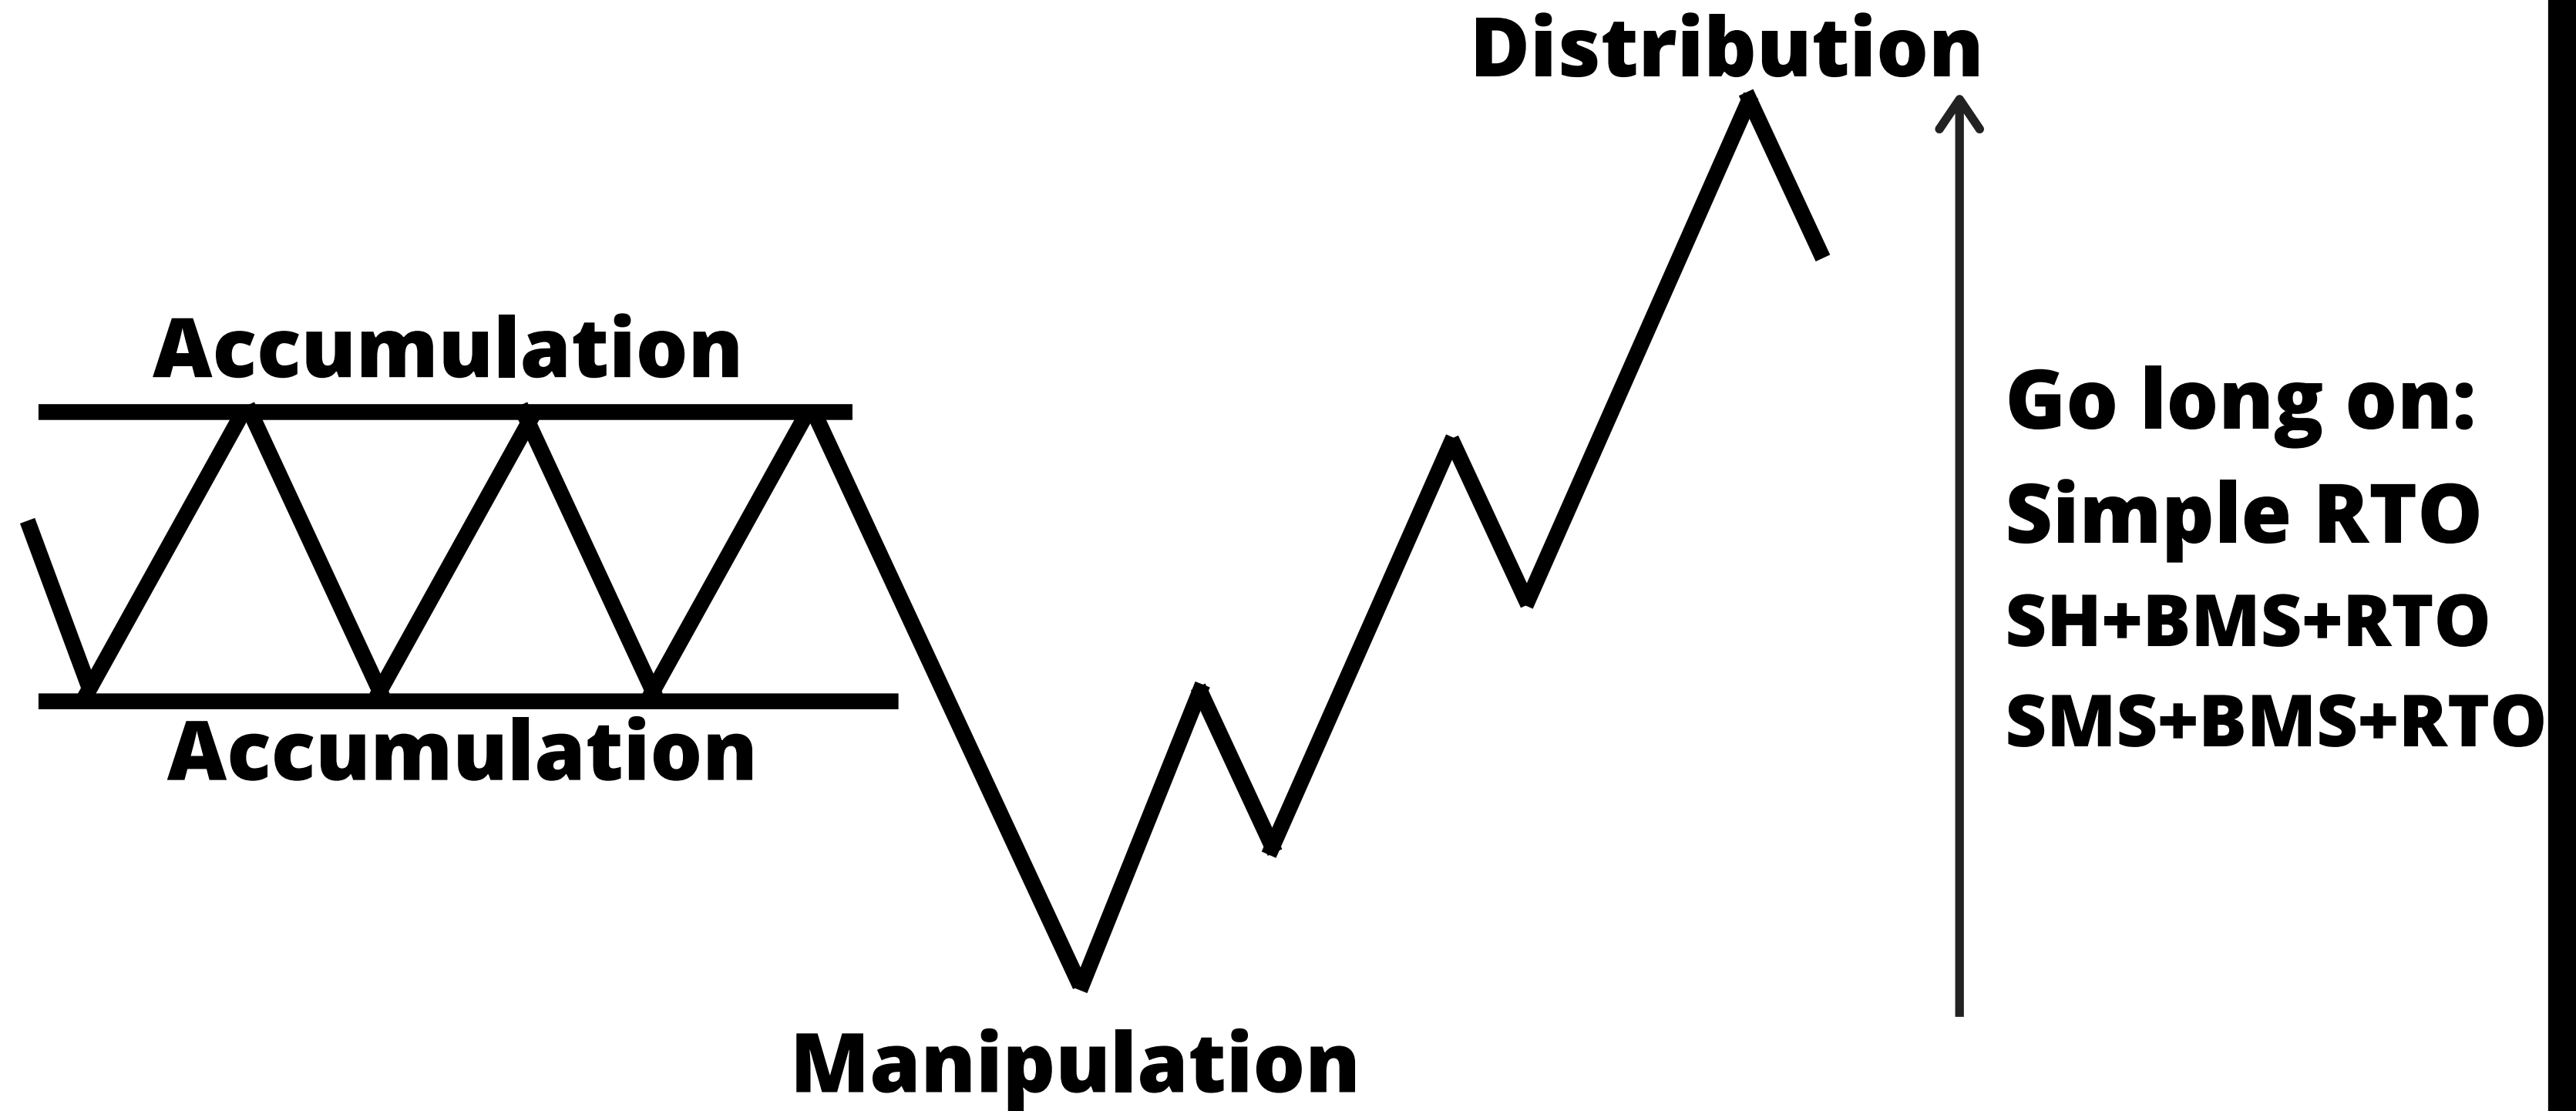 Distribution
Accumulation
Accumulation
Manipulation
Go long on:
Simple RTO
SH+BMS+RTO
SMS+BMS+RTO